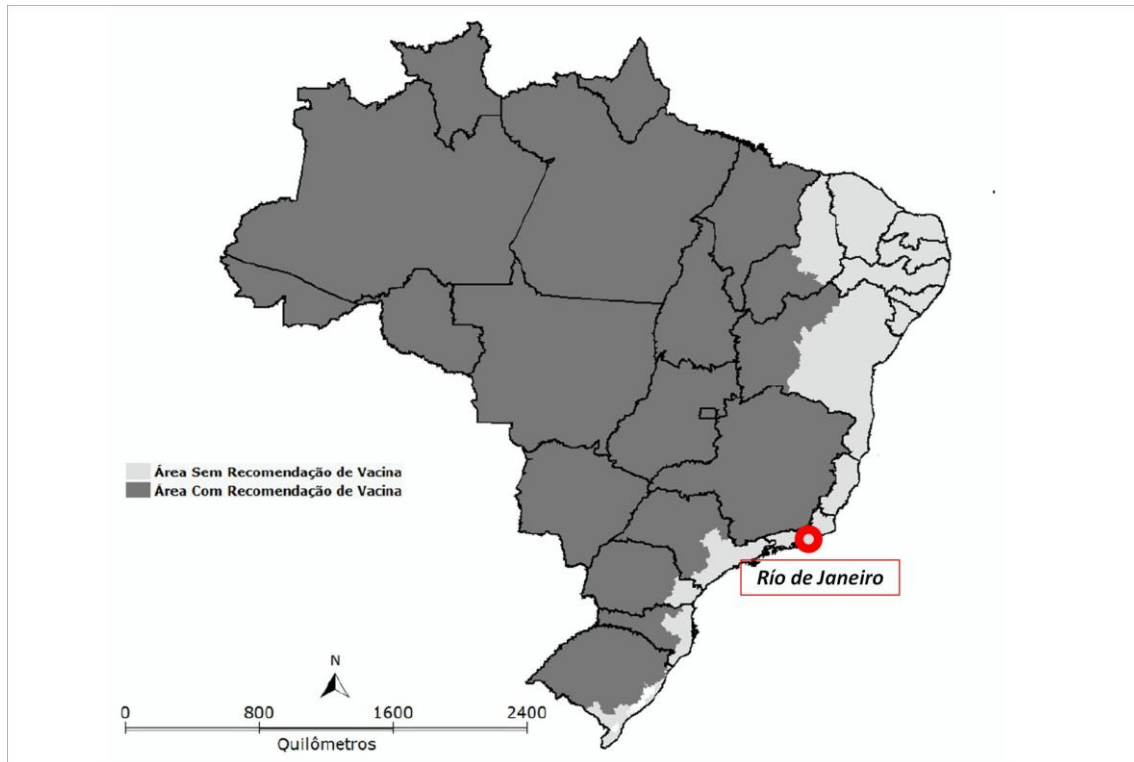 Área Sem Recomendação de Vacina
Área Com Recomendação de Vacina
Río de Janeiro
N
0 800 1600 2400
Quilômetros